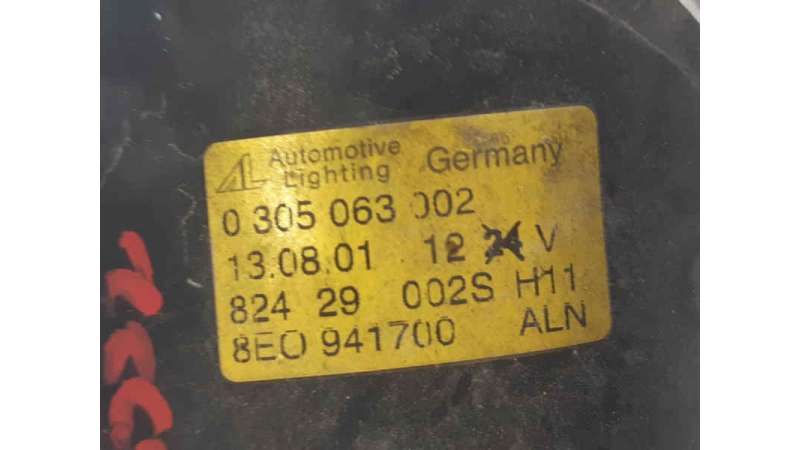 AL Automotive Lighting Germany
0 305 063 002
13.08.01 12 24 V
824 29 002S H11
8E0 941700 ALN